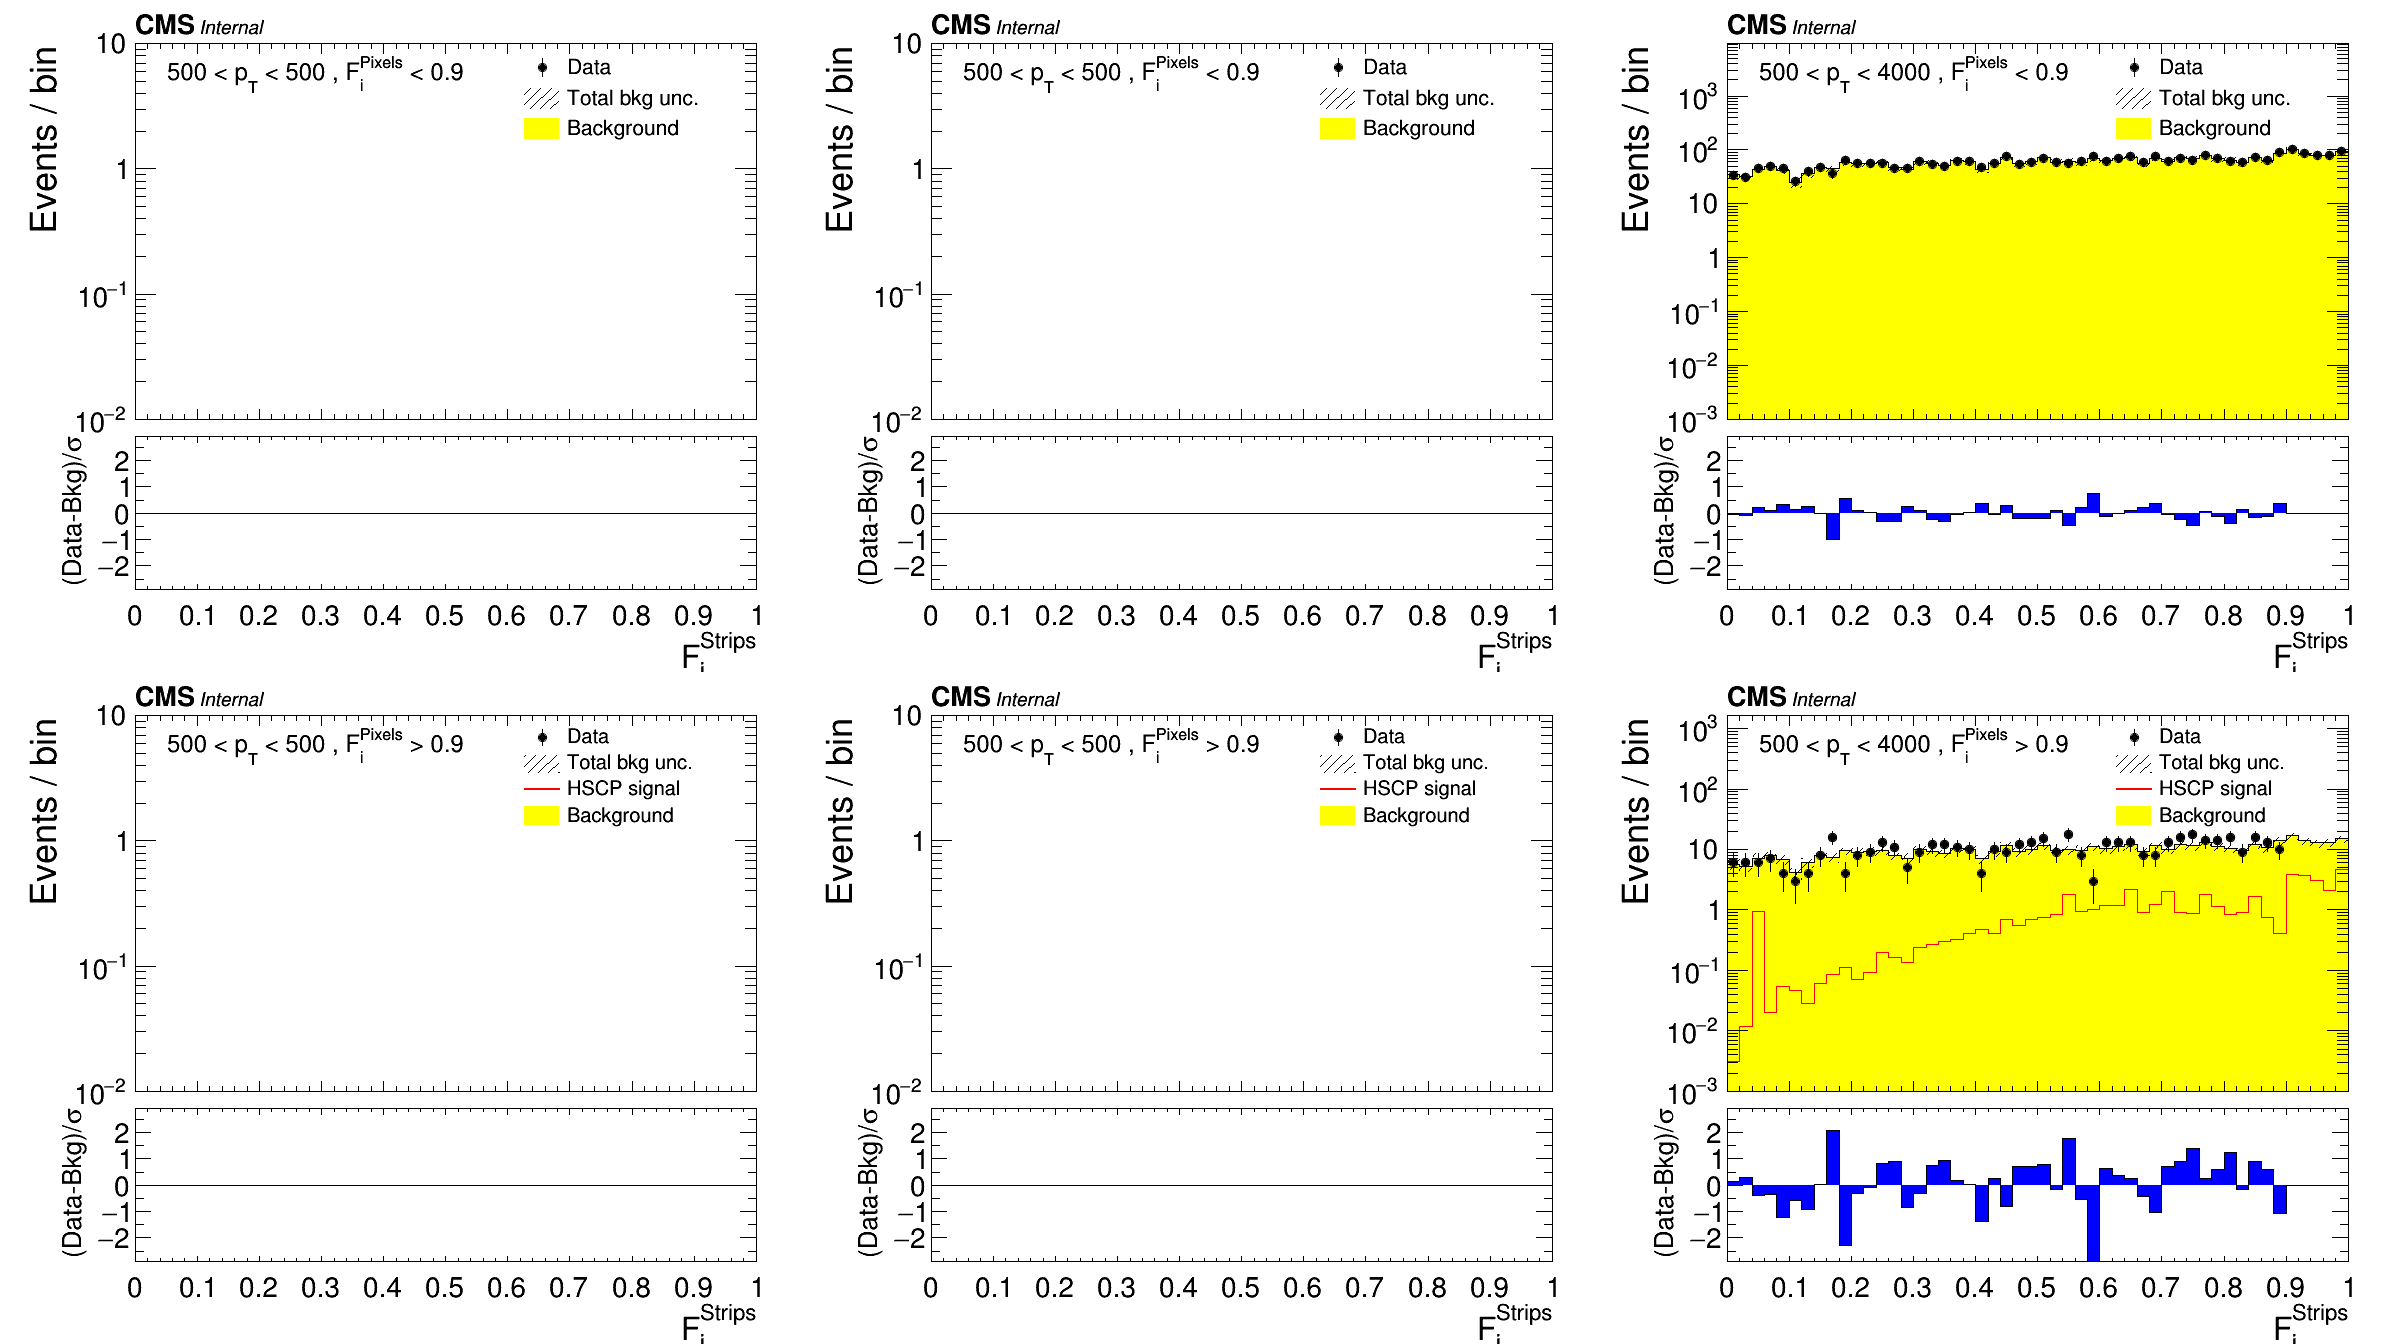 CMS Internal
500 < p_T < 500 , F_i^Pixels < 0.9
Data
Total bkg unc.
Background
Events / bin
10
1
10^−1
10^−2
(Data-Bkg)/σ
2
1
0
−1
−2
0 0.1 0.2 0.3 0.4 0.5 0.6 0.7 0.8 0.9 1
F_i^Strips
CMS Internal
500 < p_T < 500 , F_i^Pixels < 0.9
Data
Total bkg unc.
Background
Events / bin
10
1
10^−1
10^−2
(Data-Bkg)/σ
2
1
0
−1
−2
0 0.1 0.2 0.3 0.4 0.5 0.6 0.7 0.8 0.9 1
F_i^Strips
CMS Internal
500 < p_T < 4000 , F_i^Pixels < 0.9
Data
Total bkg unc.
Background
Events / bin
10^3
10^2
10
1
10^−1
10^−2
10^−3
(Data-Bkg)/σ
2
1
0
−1
−2
0 0.1 0.2 0.3 0.4 0.5 0.6 0.7 0.8 0.9 1
F_i^Strips
CMS Internal
500 < p_T < 500 , F_i^Pixels > 0.9
Data
Total bkg unc.
HSCP signal
Background
Events / bin
10
1
10^−1
10^−2
(Data-Bkg)/σ
2
1
0
−1
−2
0 0.1 0.2 0.3 0.4 0.5 0.6 0.7 0.8 0.9 1
F_i^Strips
CMS Internal
500 < p_T < 500 , F_i^Pixels > 0.9
Data
Total bkg unc.
HSCP signal
Background
Events / bin
10
1
10^−1
10^−2
(Data-Bkg)/σ
2
1
0
−1
−2
0 0.1 0.2 0.3 0.4 0.5 0.6 0.7 0.8 0.9 1
F_i^Strips
CMS Internal
500 < p_T < 4000 , F_i^Pixels > 0.9
Data
Total bkg unc.
HSCP signal
Background
Events / bin
10^3
10^2
10
1
10^−1
10^−2
10^−3
(Data-Bkg)/σ
2
1
0
−1
−2
0 0.1 0.2 0.3 0.4 0.5 0.6 0.7 0.8 0.9 1
F_i^Strips